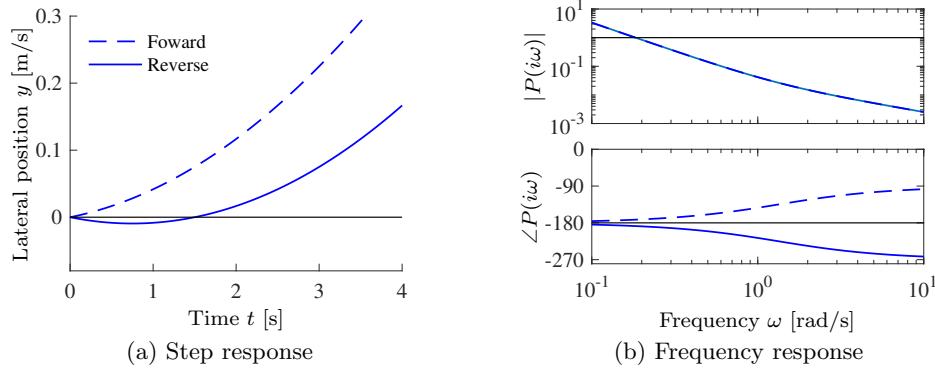 0.3
0.2
0.1
0
Lateral position y [m/s]
Foward
Reverse
0 1 2 3 4
Time t [s]
(a) Step response
10^1
10^-1
10^-3
|P(iω)|
0
-90
-180
-270
∠P(iω)
10^-1 10^0 10^1
Frequency ω [rad/s]
(b) Frequency response